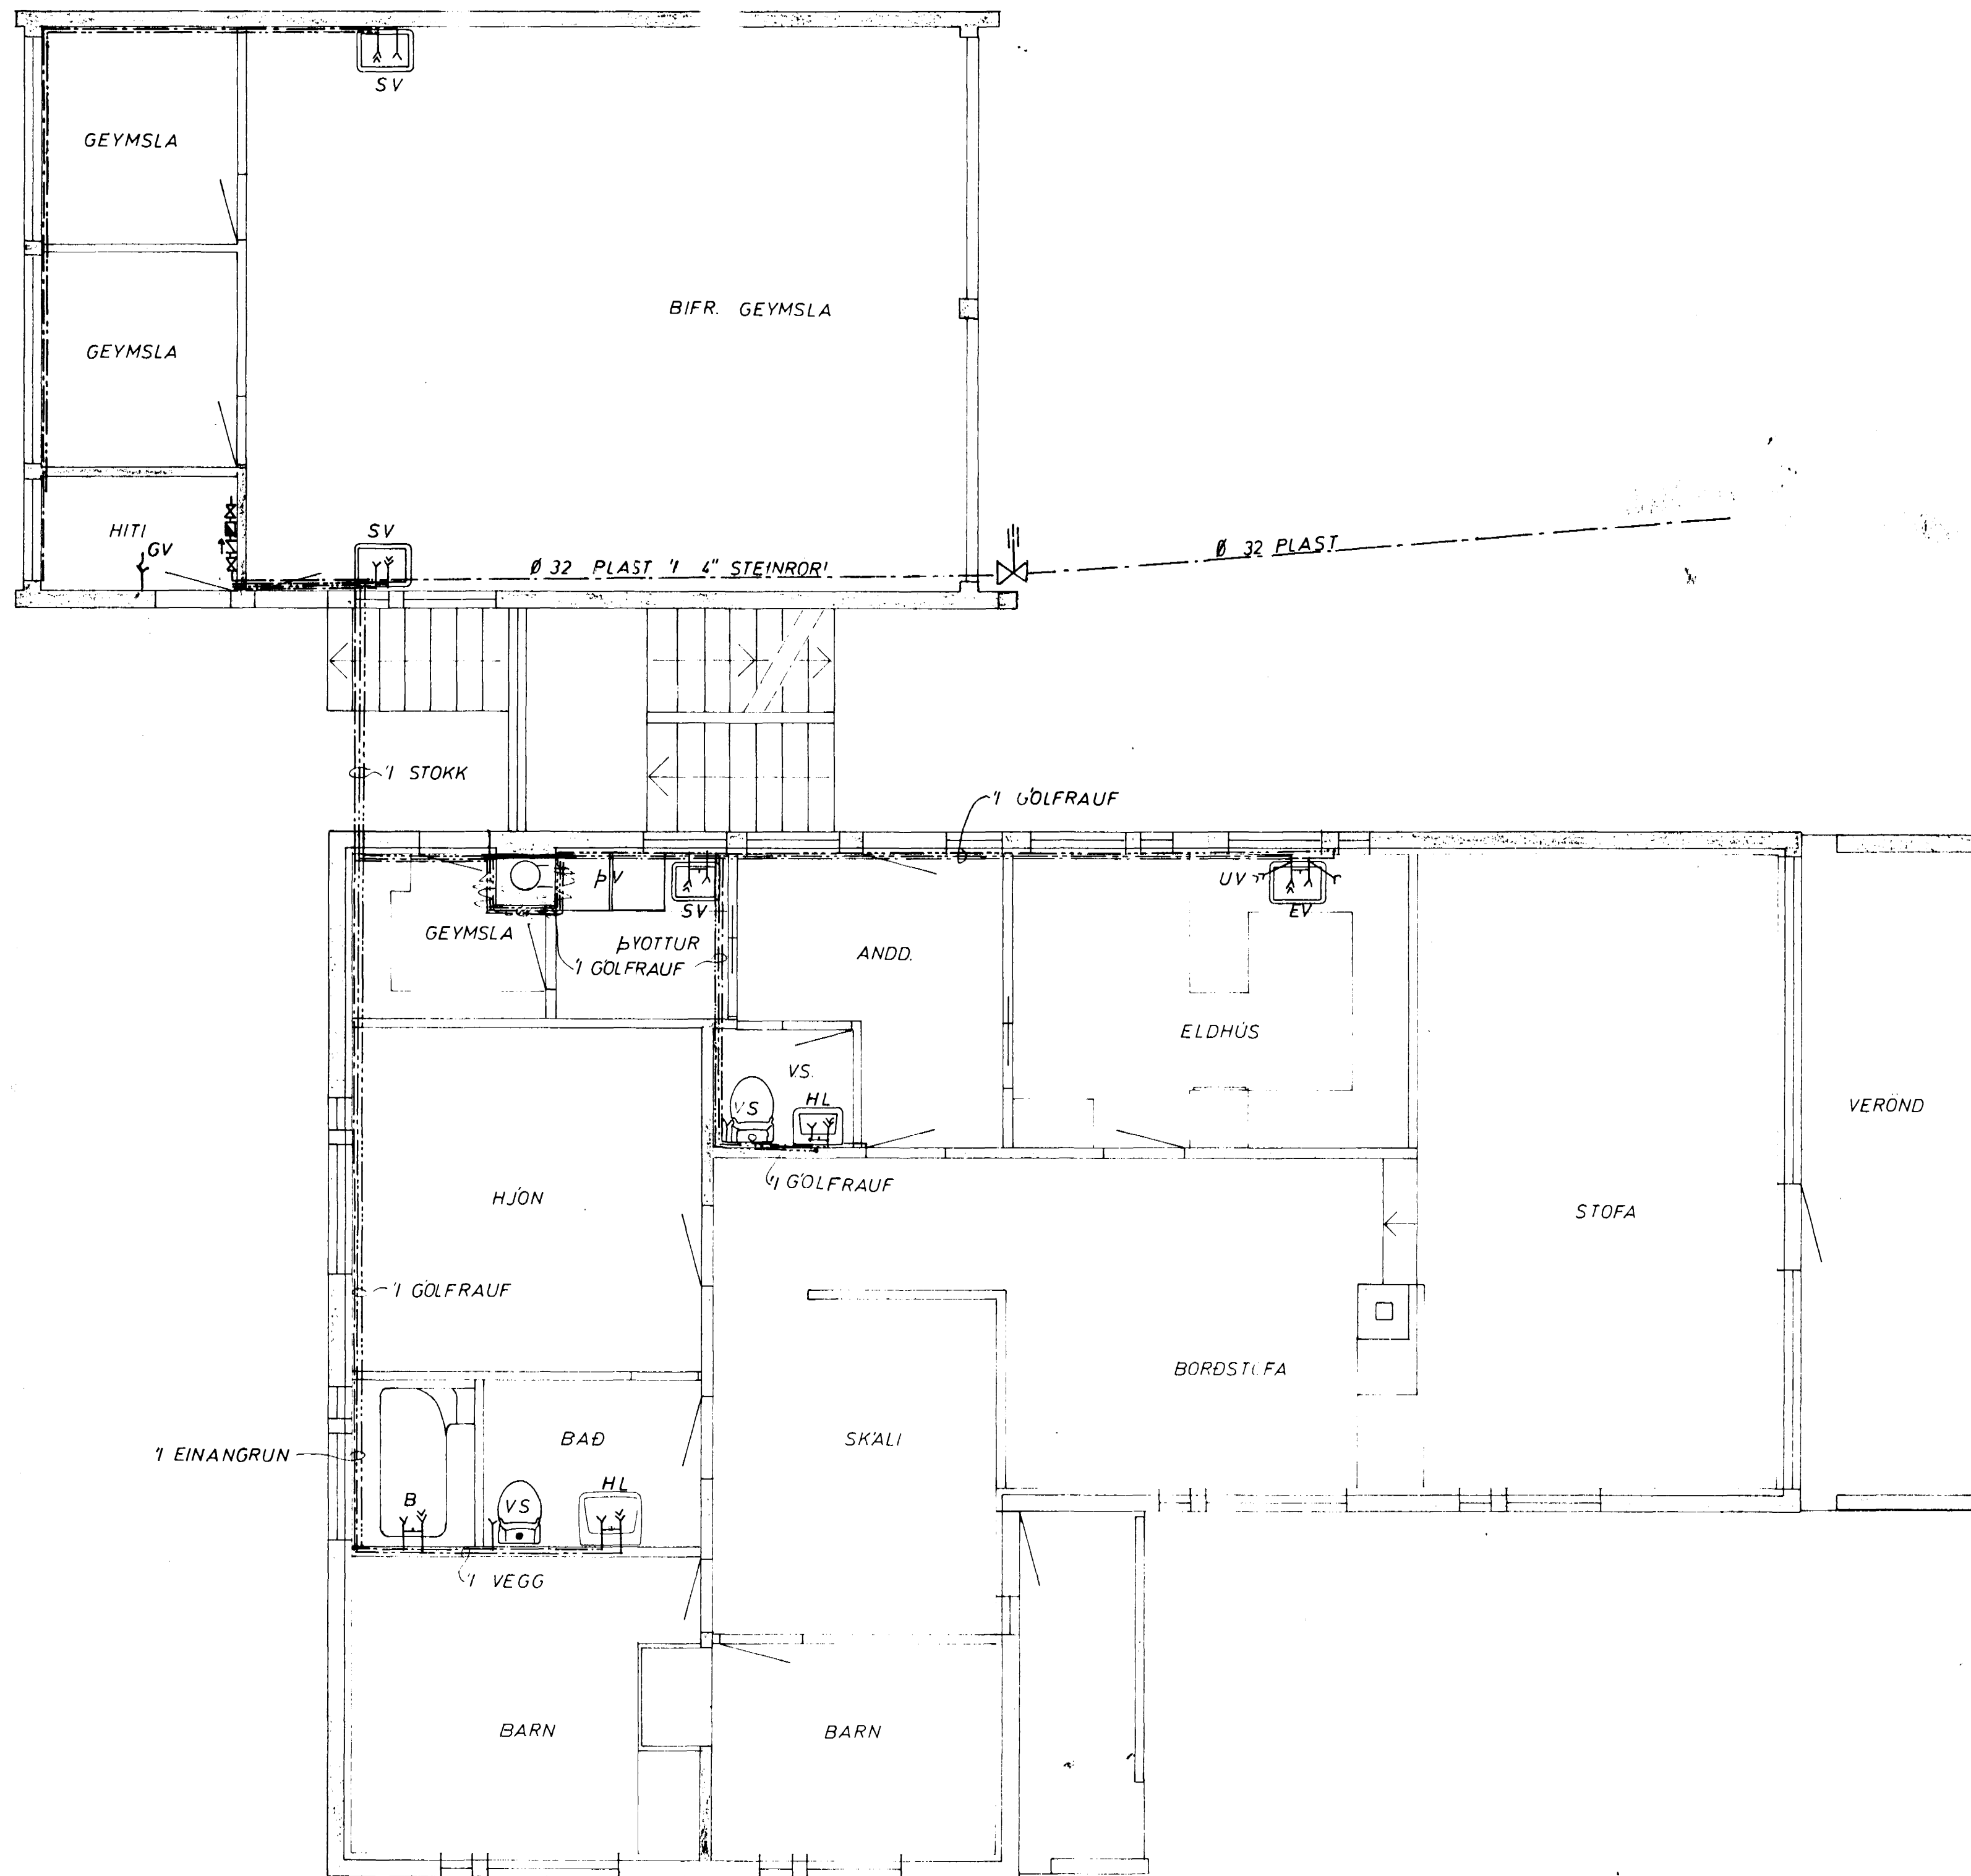 SV
GEYMSLA
BIFR. GEYMSLA
GEYMSLA
HITI
GV
SV
Ø 32 PLAST Í 4" STEINRÖRI
Ø 32 PLAST
Í STOKK
Í GÓLFRAUF
ÞV
SV
UV
EV
GEYMSLA
ÞVOTTUR
Í GÓLFRAUF
ANDD.
ELDHÚS
V.S.
VS
HL
VERÖND
Í GÓLFRAUF
HJÓN
STOFA
Í GÓLFRAUF
BORÐSTOFA
Í EINANGRUN
BAÐ
SKÁLI
B
VS
HL
Í VEGG
BARN
BARN